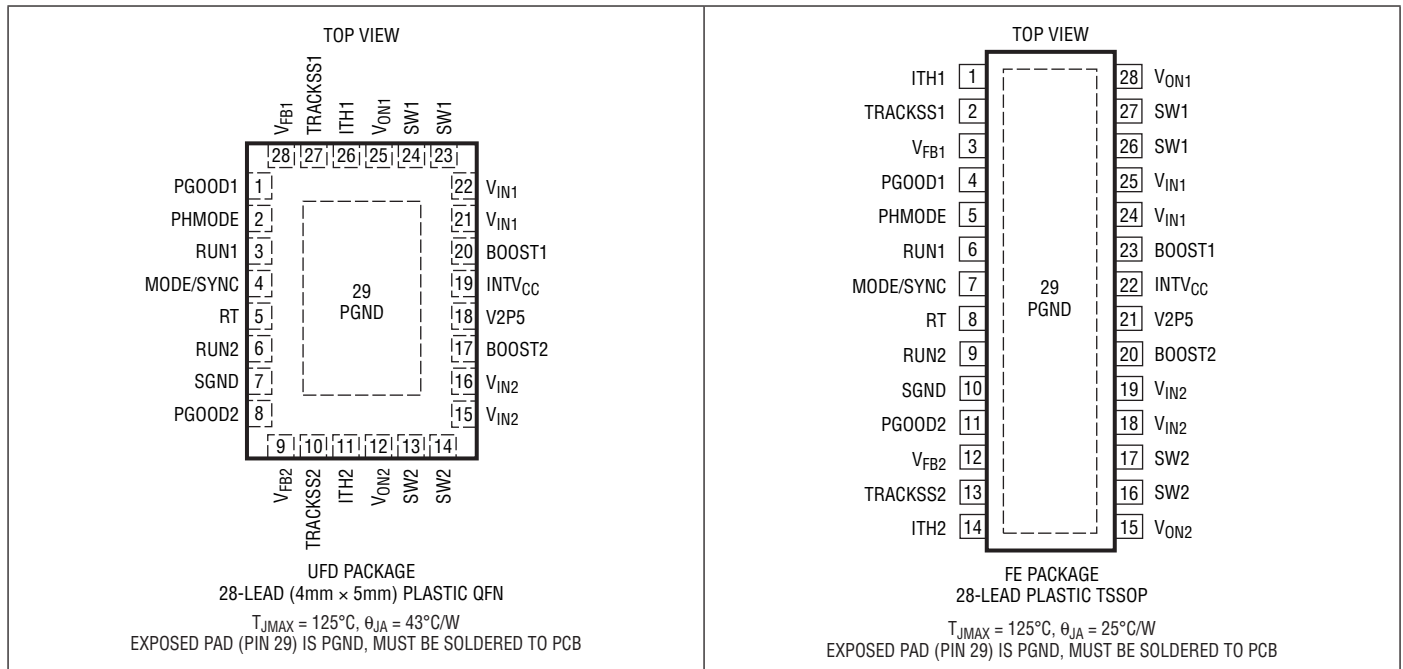 TOP VIEW
VFB1
TRACKSS1
ITH1
VON1
SW1
SW1
28 27 26 25 24 23
PGOOD1 1
PHMODE 2
RUN1 3
MODE/SYNC 4
RT 5
RUN2 6
SGND 7
PGOOD2 8
29
PGND
22 VIN1
21 VIN1
20 BOOST1
19 INTVCC
18 V2P5
17 BOOST2
16 VIN2
15 VIN2
9 10 11 12 13 14
VFB2
TRACKSS2
ITH2
VON2
SW2
SW2
UFD PACKAGE
28-LEAD (4mm × 5mm) PLASTIC QFN
TJMAX = 125°C, θJA = 43°C/W
EXPOSED PAD (PIN 29) IS PGND, MUST BE SOLDERED TO PCB
TOP VIEW
ITH1 1
TRACKSS1 2
VFB1 3
PGOOD1 4
PHMODE 5
RUN1 6
MODE/SYNC 7
RT 8
RUN2 9
SGND 10
PGOOD2 11
VFB2 12
TRACKSS2 13
ITH2 14
29
PGND
28 VON1
27 SW1
26 SW1
25 VIN1
24 VIN1
23 BOOST1
22 INTVCC
21 V2P5
20 BOOST2
19 VIN2
18 VIN2
17 SW2
16 SW2
15 VON2
FE PACKAGE
28-LEAD PLASTIC TSSOP
TJMAX = 125°C, θJA = 25°C/W
EXPOSED PAD (PIN 29) IS PGND, MUST BE SOLDERED TO PCB